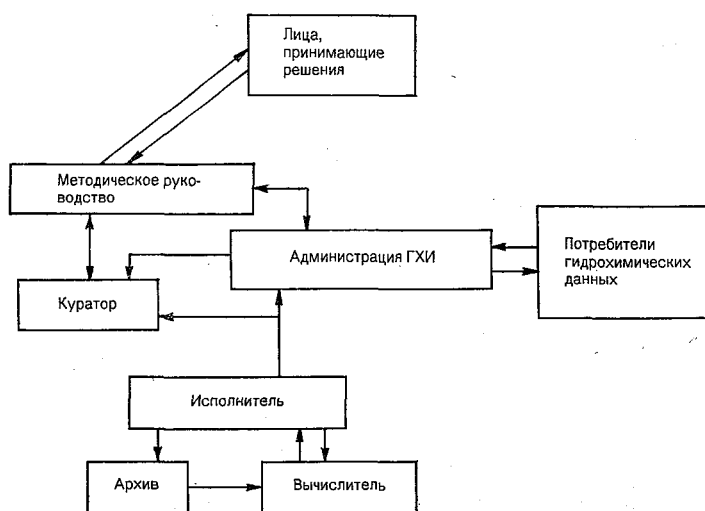 Лица,
принимающие
решения
Методическое руко-
водство
Администрация ГХИ
Потребители
гидрохимических
данных
Куратор
Исполнитель
Архив
Вычислитель